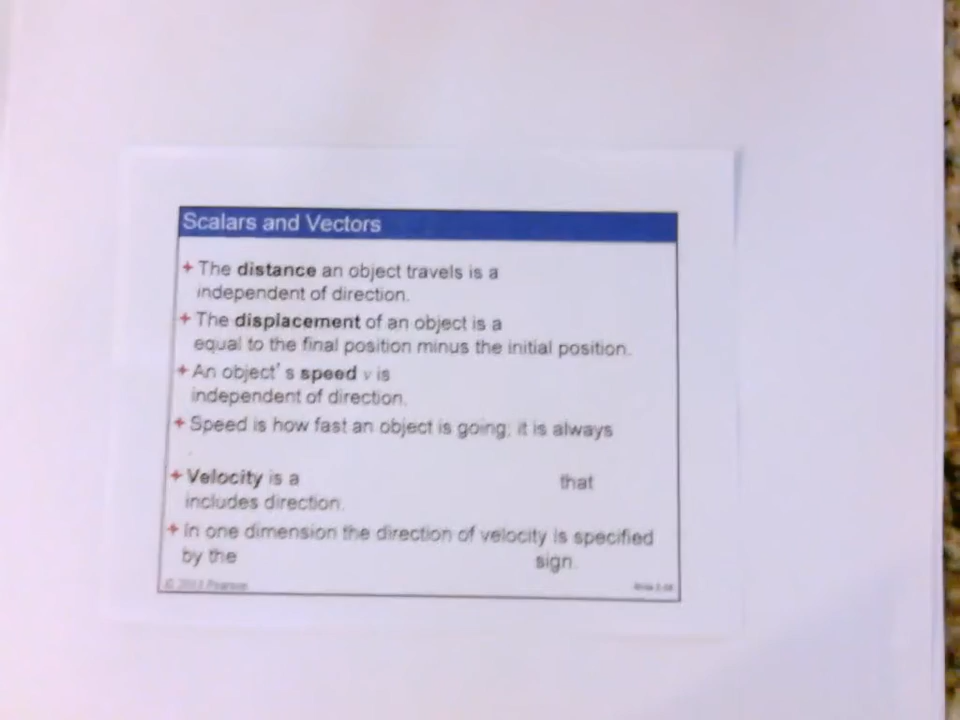 Scalars and Vectors
+ The distance an object travels is a
independent of direction.
+ The displacement of an object is a
equal to the final position minus the initial position.
+ An object's speed v is
independent of direction.
+ Speed is how fast an object is going; it is always
.
+ Velocity is a that
includes direction.
+ In one dimension the direction of velocity is specified
by the sign.
© 2013 Pearson